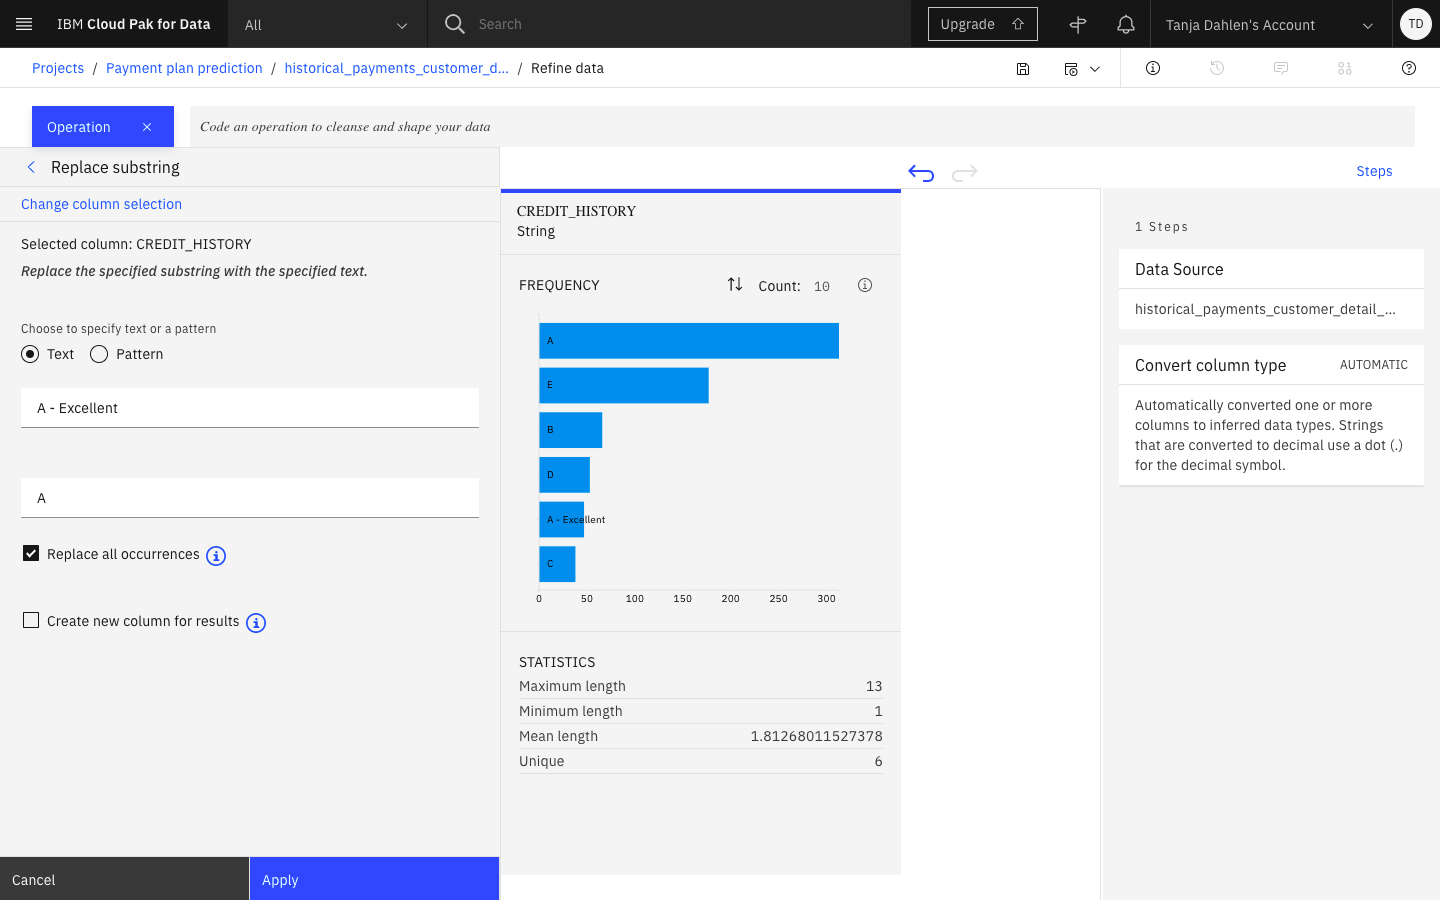 IBM Cloud Pak for Data
All
Search
Upgrade
Tanja Dahlen's Account
TD
Projects / Payment plan prediction / historical_payments_customer_d... / Refine data
Operation
Code an operation to cleanse and shape your data
Replace substring
Change column selection
Selected column: CREDIT_HISTORY
Replace the specified substring with the specified text.
Choose to specify text or a pattern
Text
Pattern
A - Excellent
A
Replace all occurrences
Create new column for results
Cancel
Apply
CREDIT_HISTORY
String
FREQUENCY
Count: 10
A
E
B
D
A - Excellent
C
0 50 100 150 200 250 300
STATISTICS
Maximum length 13
Minimum length 1
Mean length 1.81268011527378
Unique 6
Steps
1 Steps
Data Source
historical_payments_customer_detail_...
Convert column type AUTOMATIC
Automatically converted one or more
columns to inferred data types. Strings
that are converted to decimal use a dot (.)
for the decimal symbol.